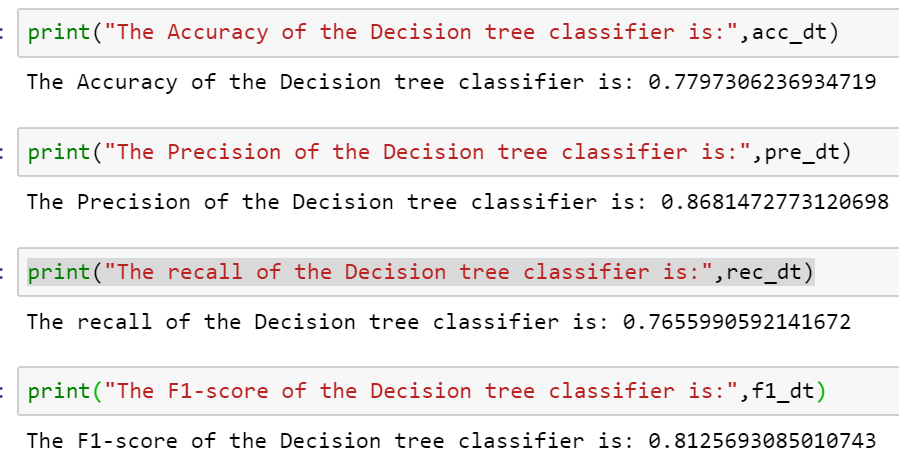 : print("The Accuracy of the Decision tree classifier is:",acc_dt)
The Accuracy of the Decision tree classifier is: 0.7797306236934719
: print("The Precision of the Decision tree classifier is:",pre_dt)
The Precision of the Decision tree classifier is: 0.8681472773120698
: print("The recall of the Decision tree classifier is:",rec_dt)
The recall of the Decision tree classifier is: 0.7655990592141672
: print("The F1-score of the Decision tree classifier is:",f1_dt)
The F1-score of the Decision tree classifier is: 0.8125693085010743